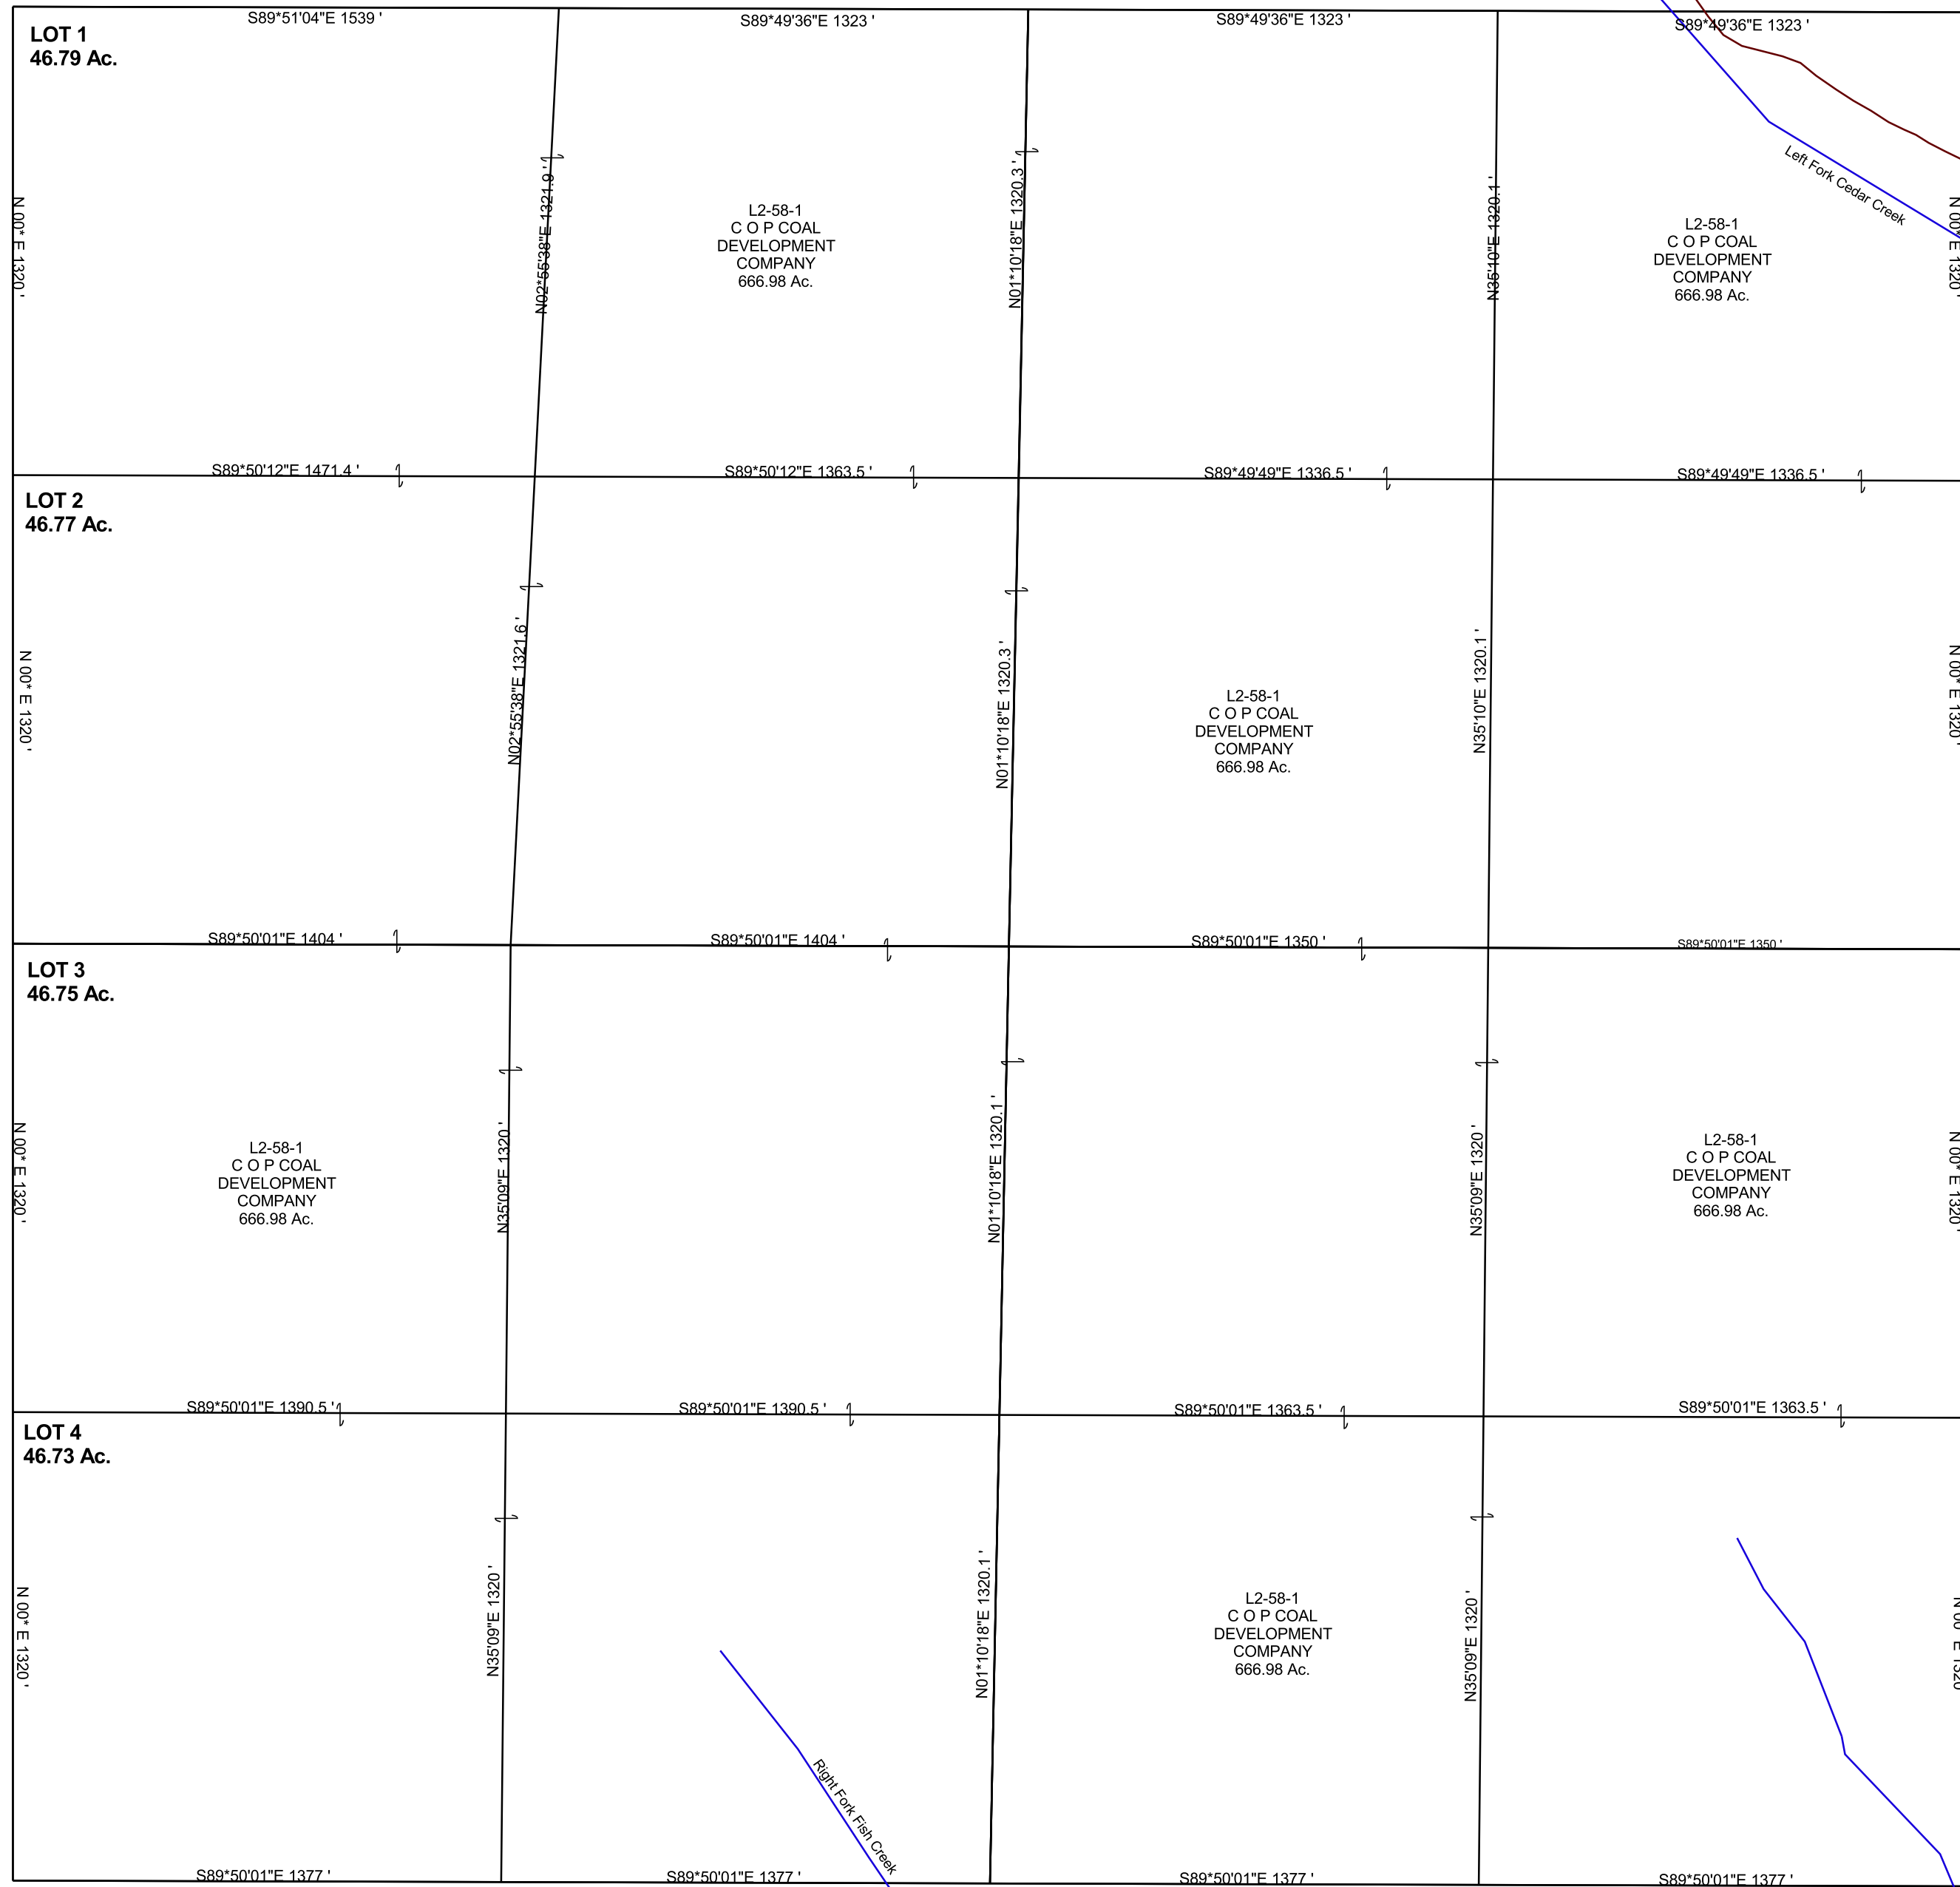 S89*51'04"E 1539 '
S89*49'36"E 1323 '
S89*49'36"E 1323 '
S89*49'36"E 1323 '
LOT 1
46.79 Ac.
N 00* E 1320 '
N02*55'38"E 1321.9 '
L2-58-1
C O P COAL
DEVELOPMENT
COMPANY
666.98 Ac.
N01*10'18"E 1320.3 '
N35'10"E 1320.1 '
Left Fork Cedar Creek
L2-58-1
C O P COAL
DEVELOPMENT
COMPANY
666.98 Ac.
N 00* E 1320 '
S89*50'12"E 1471.4 '
S89*50'12"E 1363.5 '
S89*49'49"E 1336.5 '
S89*49'49"E 1336.5 '
LOT 2
46.77 Ac.
N 00* E 1320 '
N02*55'38"E 1321.6 '
N01*10'18"E 1320.3 '
L2-58-1
C O P COAL
DEVELOPMENT
COMPANY
666.98 Ac.
N35'10"E 1320.1 '
N 00* E 1320 '
S89*50'01"E 1404 '
S89*50'01"E 1404 '
S89*50'01"E 1350 '
S89*50'01"E 1350 '
LOT 3
46.75 Ac.
N 00* E 1320 '
L2-58-1
C O P COAL
DEVELOPMENT
COMPANY
666.98 Ac.
N35'09"E 1320 '
N01*10'18"E 1320.1 '
N35'09"E 1320 '
L2-58-1
C O P COAL
DEVELOPMENT
COMPANY
666.98 Ac.
N 00* E 1320 '
S89*50'01"E 1390.5 '
S89*50'01"E 1390.5 '
S89*50'01"E 1363.5 '
S89*50'01"E 1363.5 '
LOT 4
46.73 Ac.
N 00* E 1320 '
N35'09"E 1320 '
Right Fork Fish Creek
N01*10'18"E 1320.1 '
L2-58-1
C O P COAL
DEVELOPMENT
COMPANY
666.98 Ac.
N35'09"E 1320 '
S89*50'01"E 1377 '
S89*50'01"E 1377 '
S89*50'01"E 1377 '
S89*50'01"E 1377 '